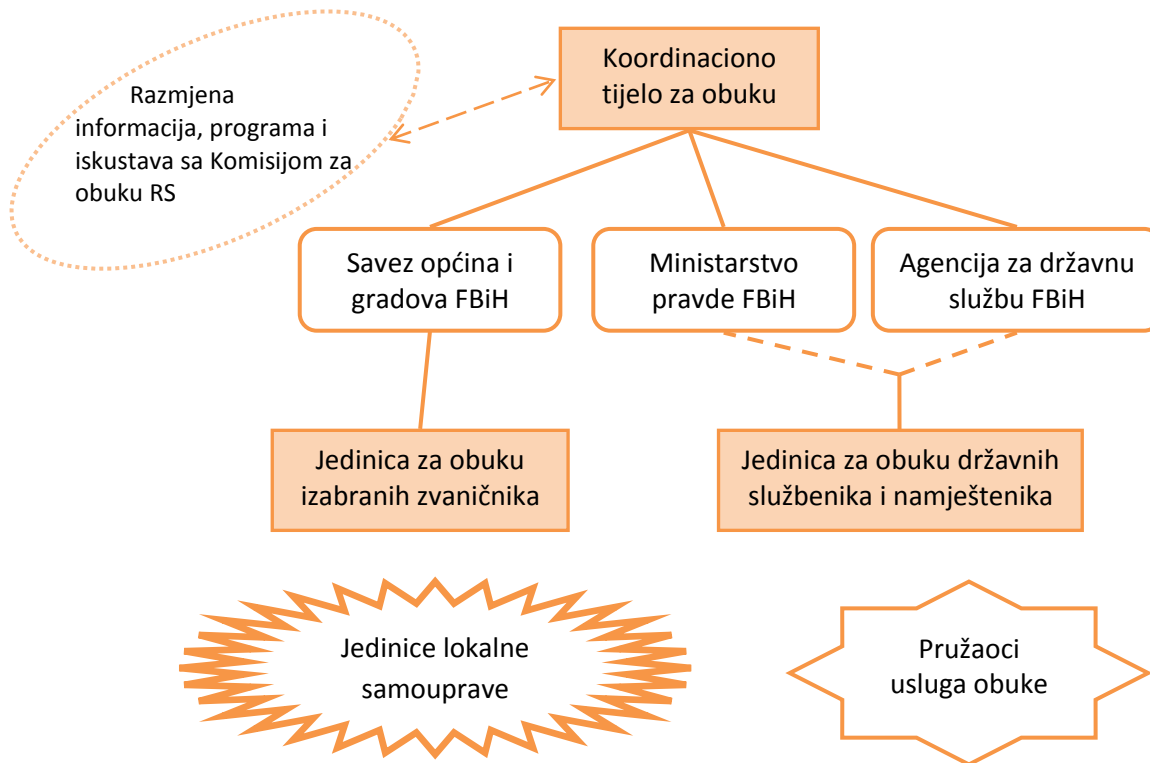 Koordinaciono
tijelo za obuku
Razmjena
informacija, programa i
iskustava sa Komisijom za
obuku RS
Savez općina i
gradova FBiH
Ministarstvo
pravde FBiH
Agencija za državnu
službu FBiH
Jedinica za obuku
izabranih zvaničnika
Jedinica za obuku državnih
službenika i namještenika
Jedinice lokalne
samouprave
Pružaoci
usluga obuke